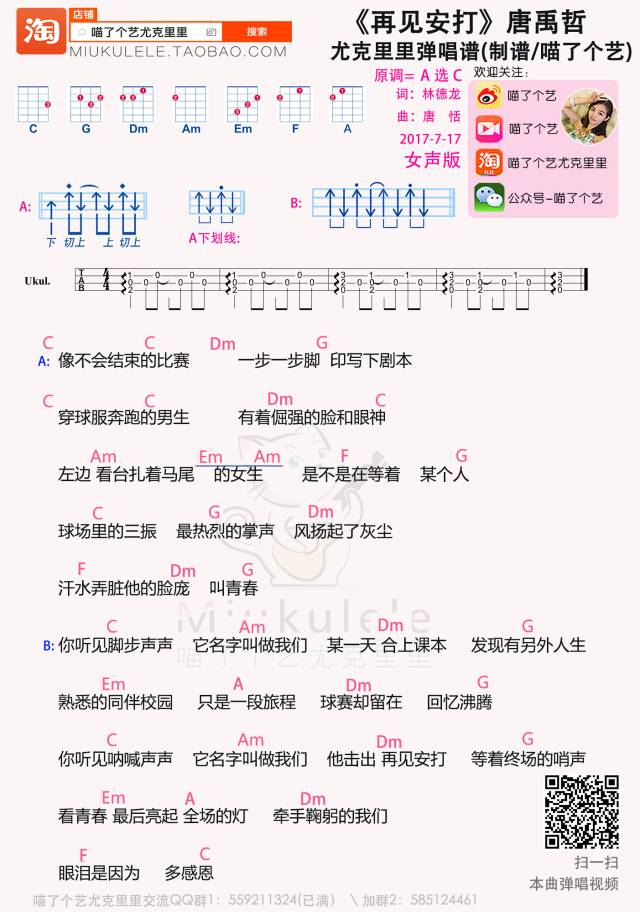 店铺
淘
喵了个艺尤克里里
搜索
MIUKULELE.TAOBAO.COM
《再见安打》唐禹哲
尤克里里弹唱谱(制谱/喵了个艺)
原调= A 选 C
词：林德龙
曲：唐 恬
2017-7-17
女声版
欢迎关注：
喵了个艺
喵了个艺
淘 喵了个艺尤克里里
公众号-喵了个艺
C G Dm Am Em F A
A:
下 切上 上 切上
A下划线:
B:
Ukul.
T
A
B
4
4
C C Dm G
A: 像不会结束的比赛 一步一步脚 印写下剧本
C C Dm G
穿球服奔跑的男生 有着倔强的脸和眼神
Am Em Am F G
左边 看台扎着马尾 的女生 是不是在等着 某个人
C G Dm
球场里的三振 最热烈的掌声 风扬起了灰尘
F Dm G
汗水弄脏他的脸庞 叫青春
Miukulele
喵了个艺尤克里里
C Am Dm G
B: 你听见脚步声声 它名字叫做我们 某一天 合上课本 发现有另外人生
Em A Dm G
熟悉的同伴校园 只是一段旅程 球赛却留在 回忆沸腾
C Am Dm G
你听见呐喊声声 它名字叫做我们 他击出 再见安打 等着终场的哨声
Em A Dm
看青春 最后亮起 全场的灯 牵手鞠躬的我们
F C
眼泪是因为 多感恩
扫一扫
本曲弹唱视频
喵了个艺尤克里里交流QQ群1：559211324(已满) \ 加群2：585124461